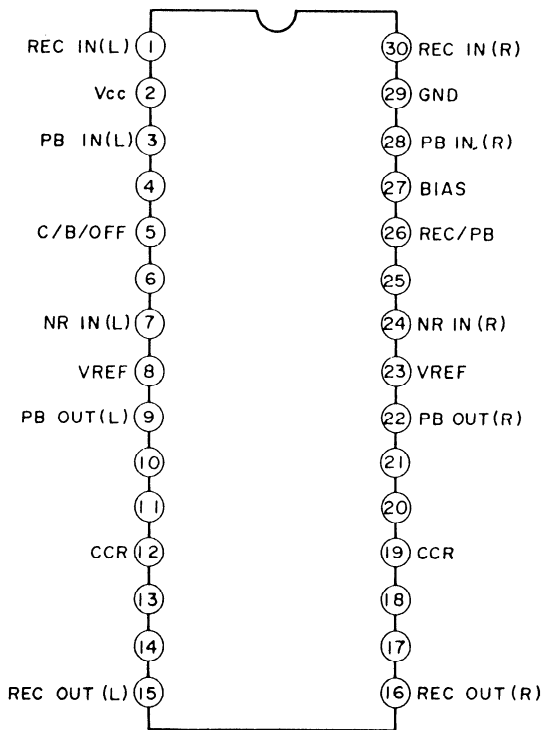 REC IN(L) 1 30 REC IN(R)
Vcc 2 29 GND
PB IN(L) 3 28 PB IN.(R)
4 27 BIAS
C/B/OFF 5 26 REC/PB
6 25
NR IN(L) 7 24 NR IN(R)
VREF 8 23 VREF
PB OUT(L) 9 22 PB OUT(R)
10 21
11 20
CCR 12 19 CCR
13 18
14 17
REC OUT(L) 15 16 REC OUT(R)